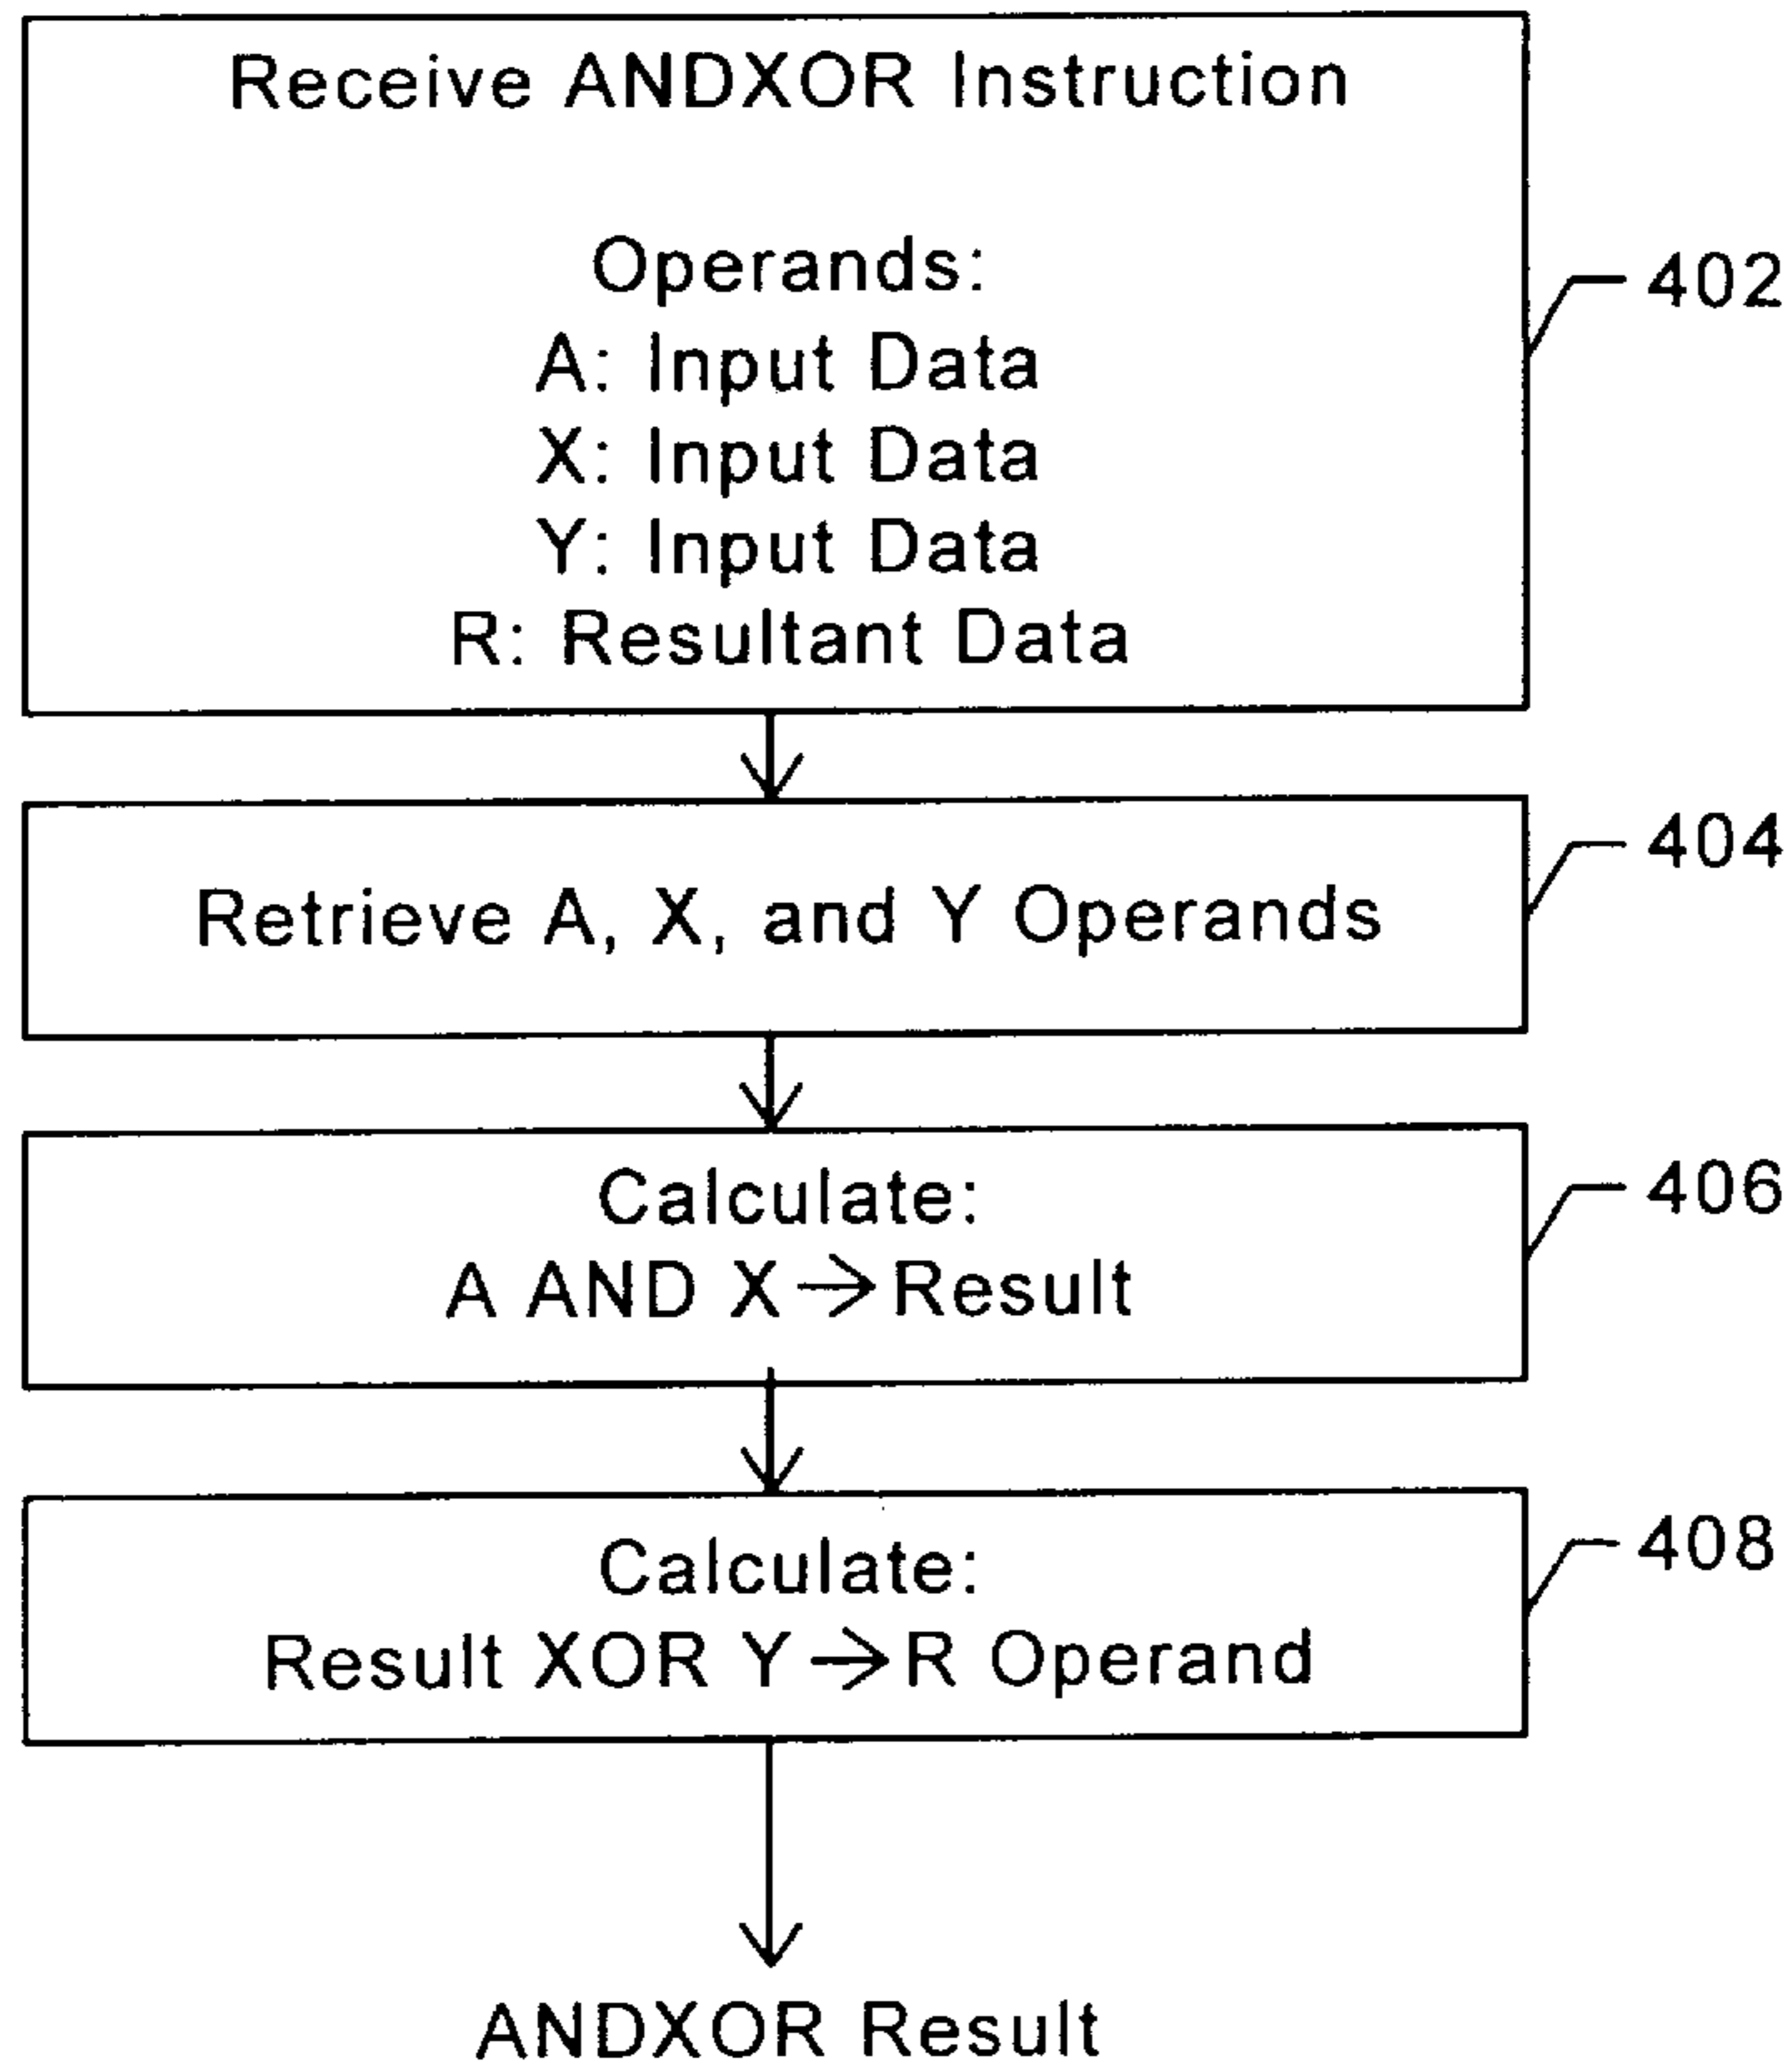 Receive ANDXOR Instruction
Operands:
A: Input Data
X: Input Data
Y: Input Data
R: Resultant Data
402
Retrieve A, X, and Y Operands
404
Calculate:
A AND X→Result
406
Calculate:
Result XOR Y→R Operand
408
ANDXOR Result